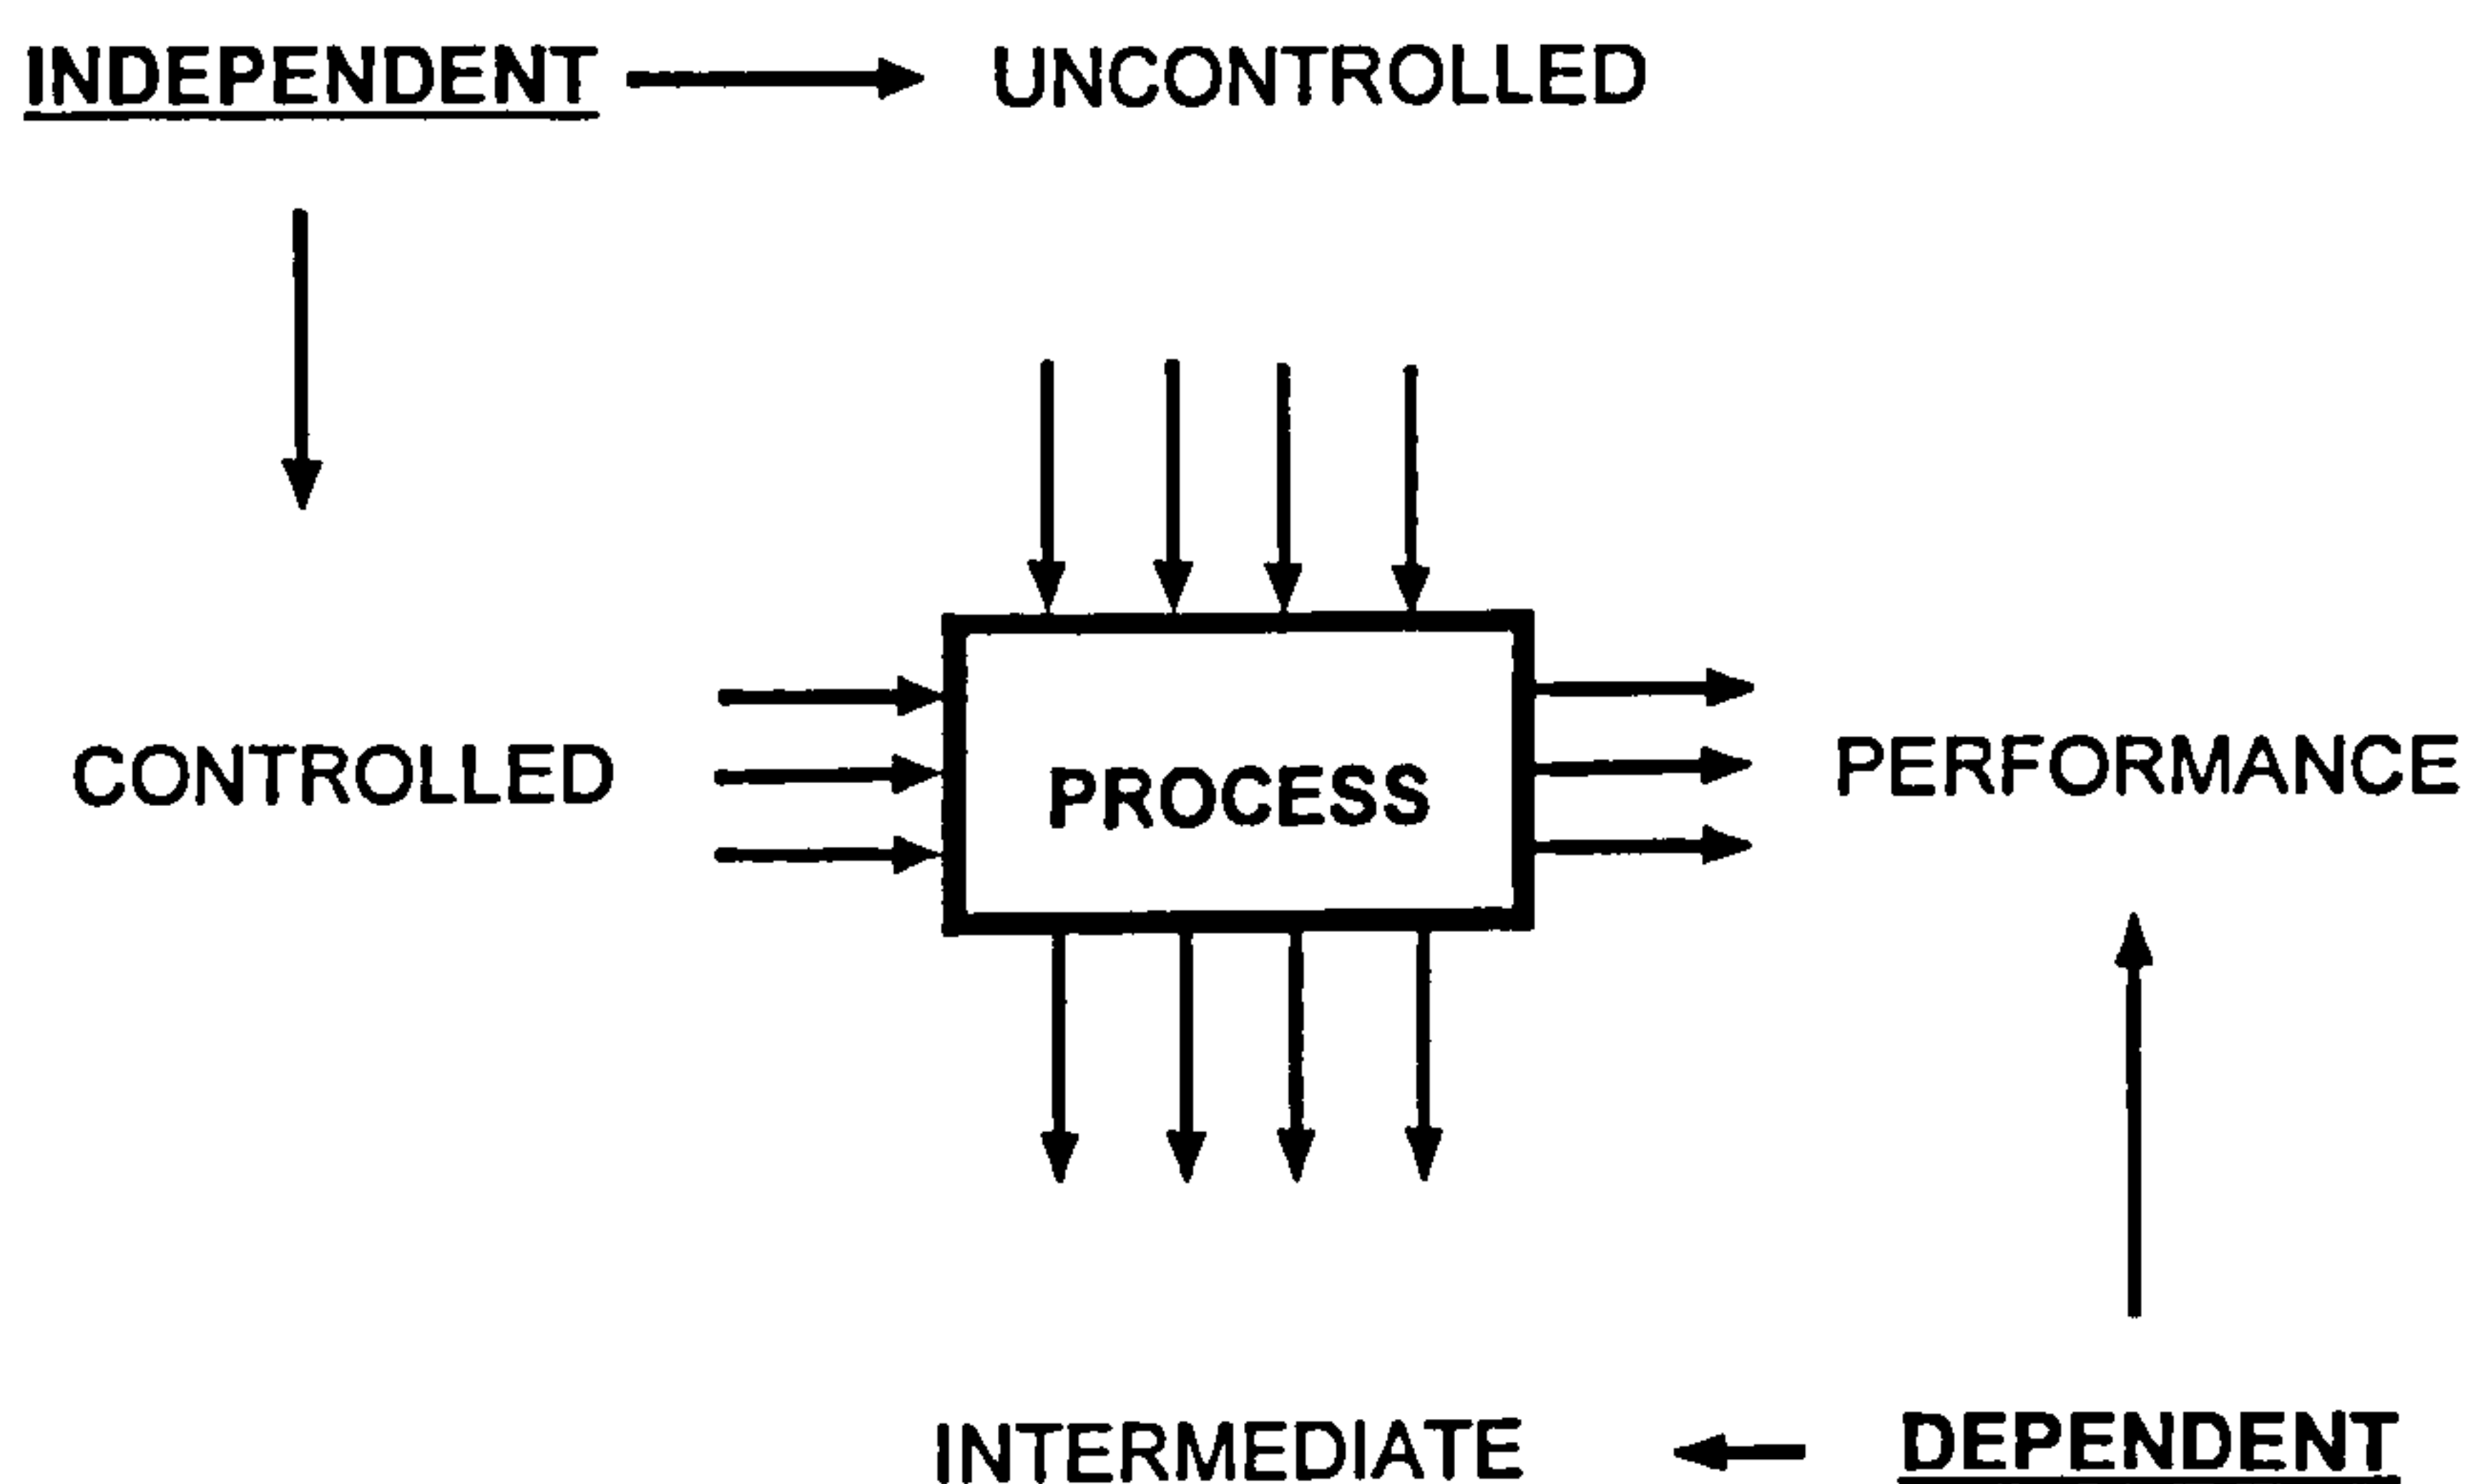 INDEPENDENT
UNCONTROLLED
CONTROLLED
PROCESS
PERFORMANCE
INTERMEDIATE
DEPENDENT